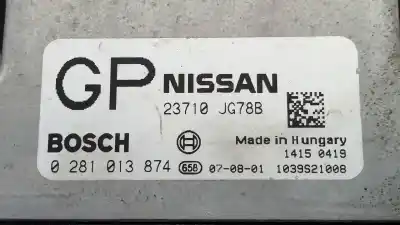 GP NISSAN
23710 JG78B
BOSCH
Made in Hungary
1415 0419
0 281 013 874 658 07-08-01 1039S21008